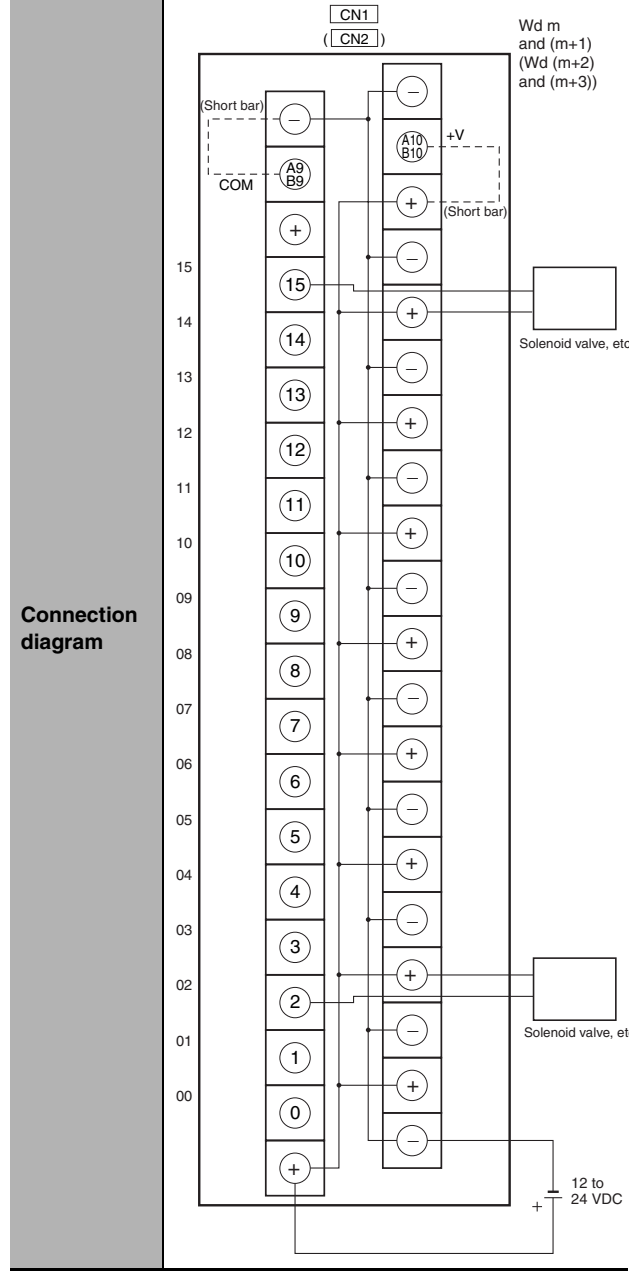 CN1
( CN2 )
Wd m
and (m+1)
(Wd (m+2)
and (m+3))
(Short bar)
−
−
A10
B10
+V
A9
B9
COM
+
(Short bar)
+
−
15
15
+
Solenoid valve, etc
14
14
−
13
13
+
12
12
−
11
11
+
10
10
−
09
9
+
08
8
−
07
7
+
06
6
−
05
5
+
04
4
−
03
3
+
02
2
Solenoid valve, et
−
01
1
+
00
0
−
+
12 to
24 VDC
+
Connection
diagram